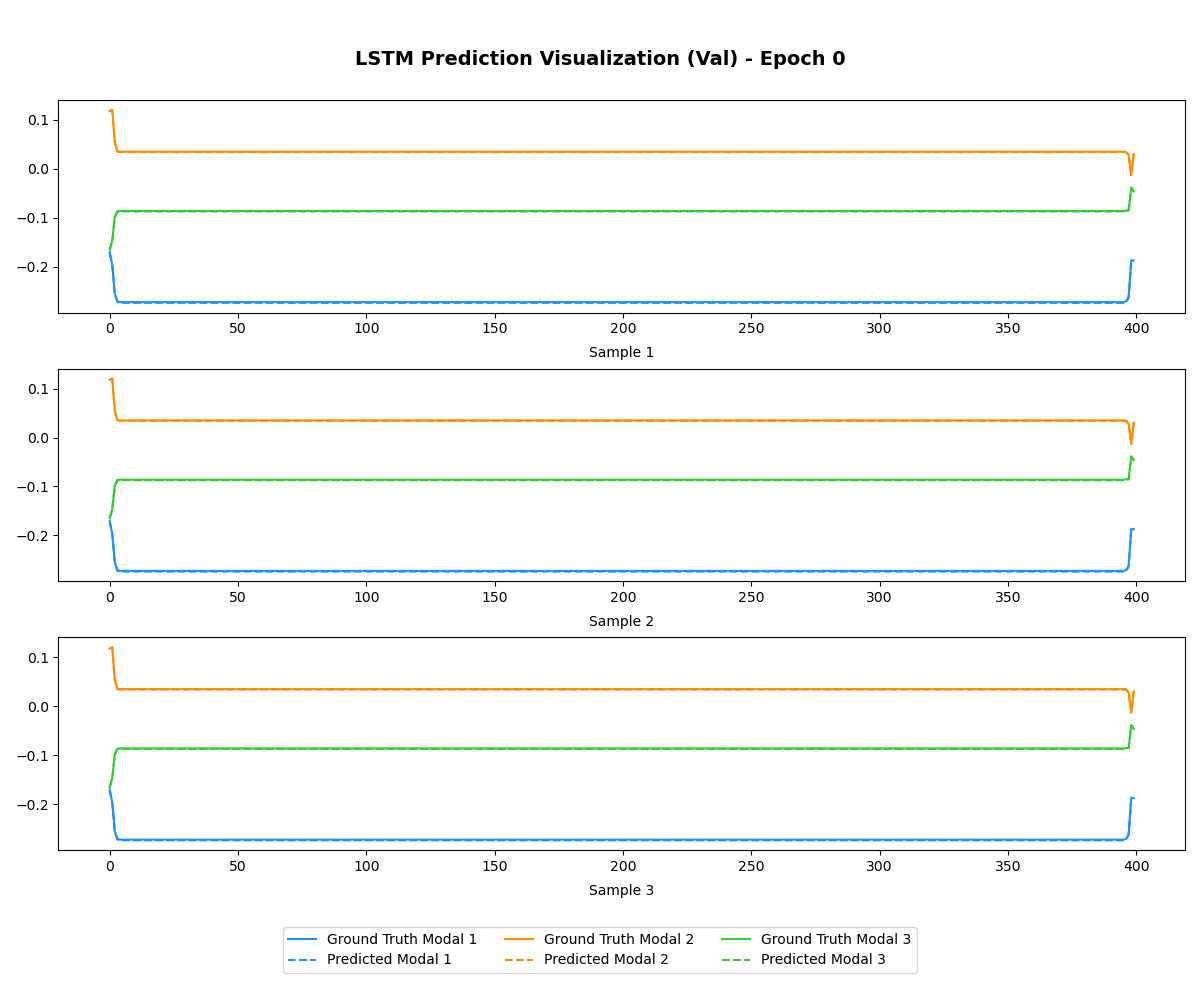 LSTM Prediction Visualization (Val) - Epoch 0
0.1
0.0
−0.1
−0.2
0 50 100 150 200 250 300 350 400
Sample 1
0.1
0.0
−0.1
−0.2
0 50 100 150 200 250 300 350 400
Sample 2
0.1
0.0
−0.1
−0.2
0 50 100 150 200 250 300 350 400
Sample 3
Ground Truth Modal 1 Ground Truth Modal 2 Ground Truth Modal 3
Predicted Modal 1 Predicted Modal 2 Predicted Modal 3